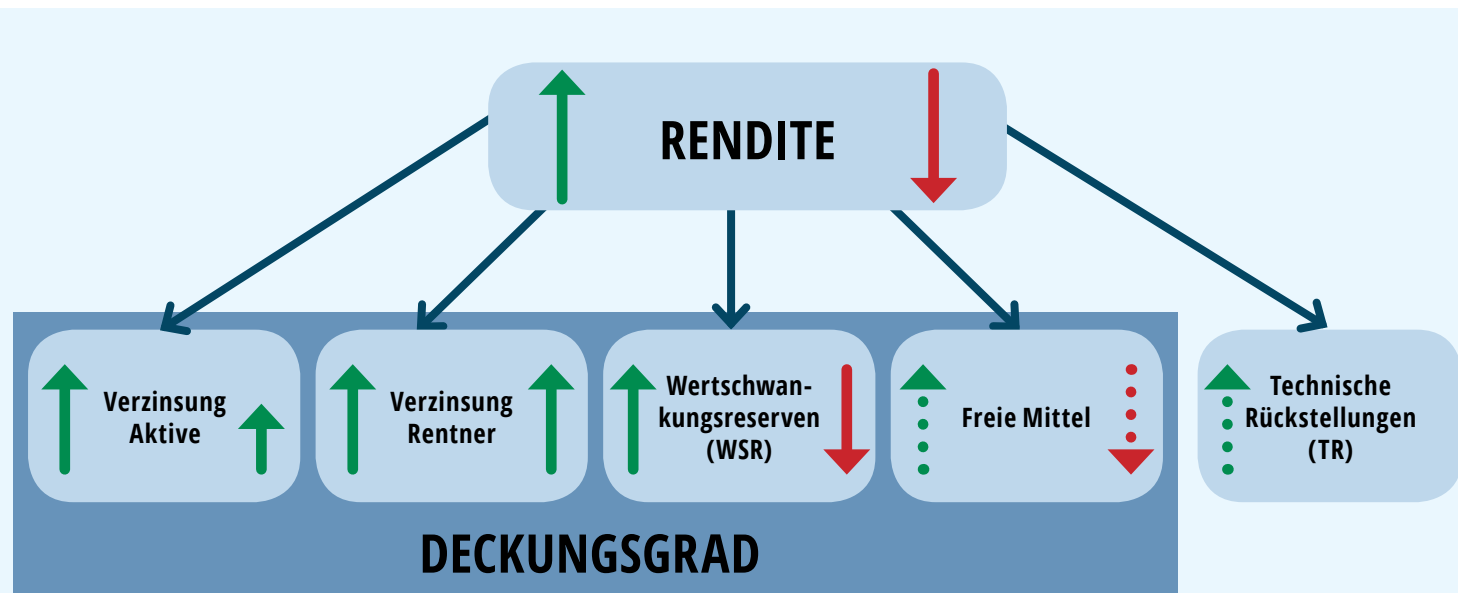 RENDITE
Verzinsung
Aktive
Verzinsung
Rentner
Wertschwan-
kungsreserven
(WSR)
Freie Mittel
Technische
Rückstellungen
(TR)
DECKUNGSGRAD